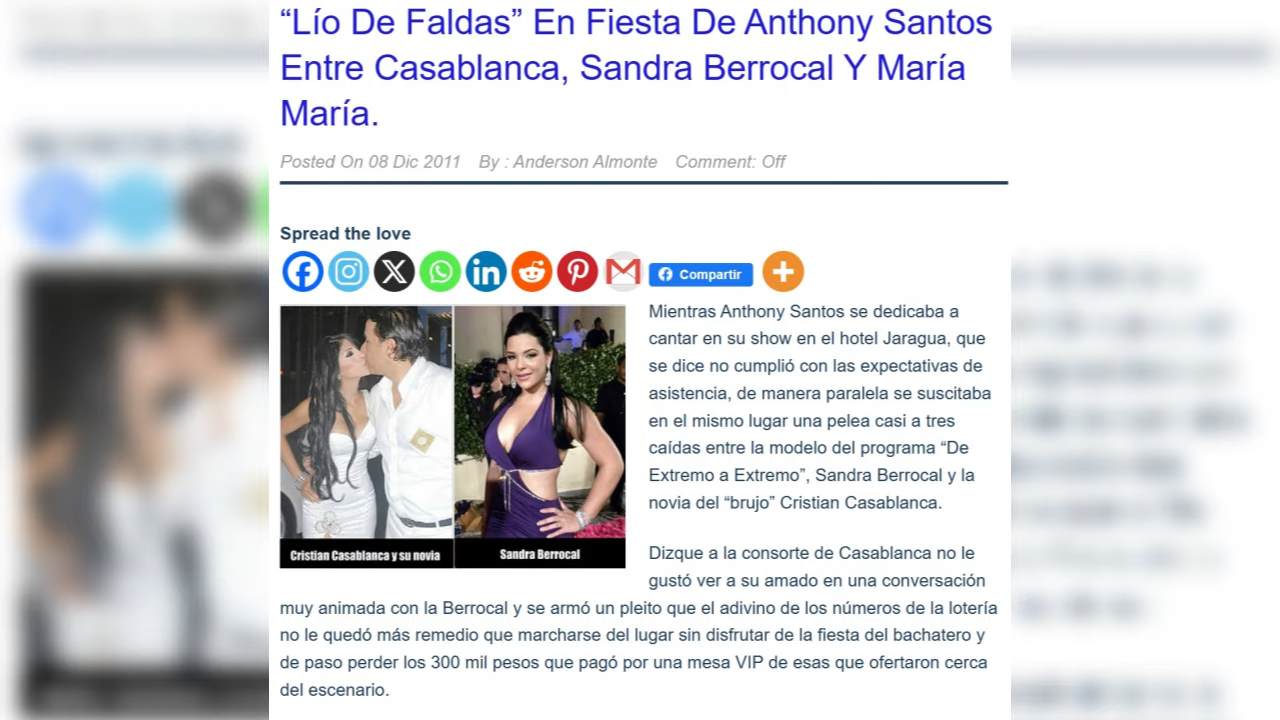 “Lío De Faldas” En Fiesta De Anthony Santos
Entre Casablanca, Sandra Berrocal Y María
María.
Posted On 08 Dic 2011 By : Anderson Almonte Comment: Off
Spread the love
Compartir
Mientras Anthony Santos se dedicaba a
cantar en su show en el hotel Jaragua, que
se dice no cumplió con las expectativas de
asistencia, de manera paralela se suscitaba
en el mismo lugar una pelea casi a tres
caídas entre la modelo del programa “De
Extremo a Extremo”, Sandra Berrocal y la
novia del “brujo” Cristian Casablanca.
Cristian Casablanca y su novia
Sandra Berrocal
Dizque a la consorte de Casablanca no le
gustó ver a su amado en una conversación
muy animada con la Berrocal y se armó un pleito que el adivino de los números de la lotería
no le quedó más remedio que marcharse del lugar sin disfrutar de la fiesta del bachatero y
de paso perder los 300 mil pesos que pagó por una mesa VIP de esas que ofertaron cerca
del escenario.